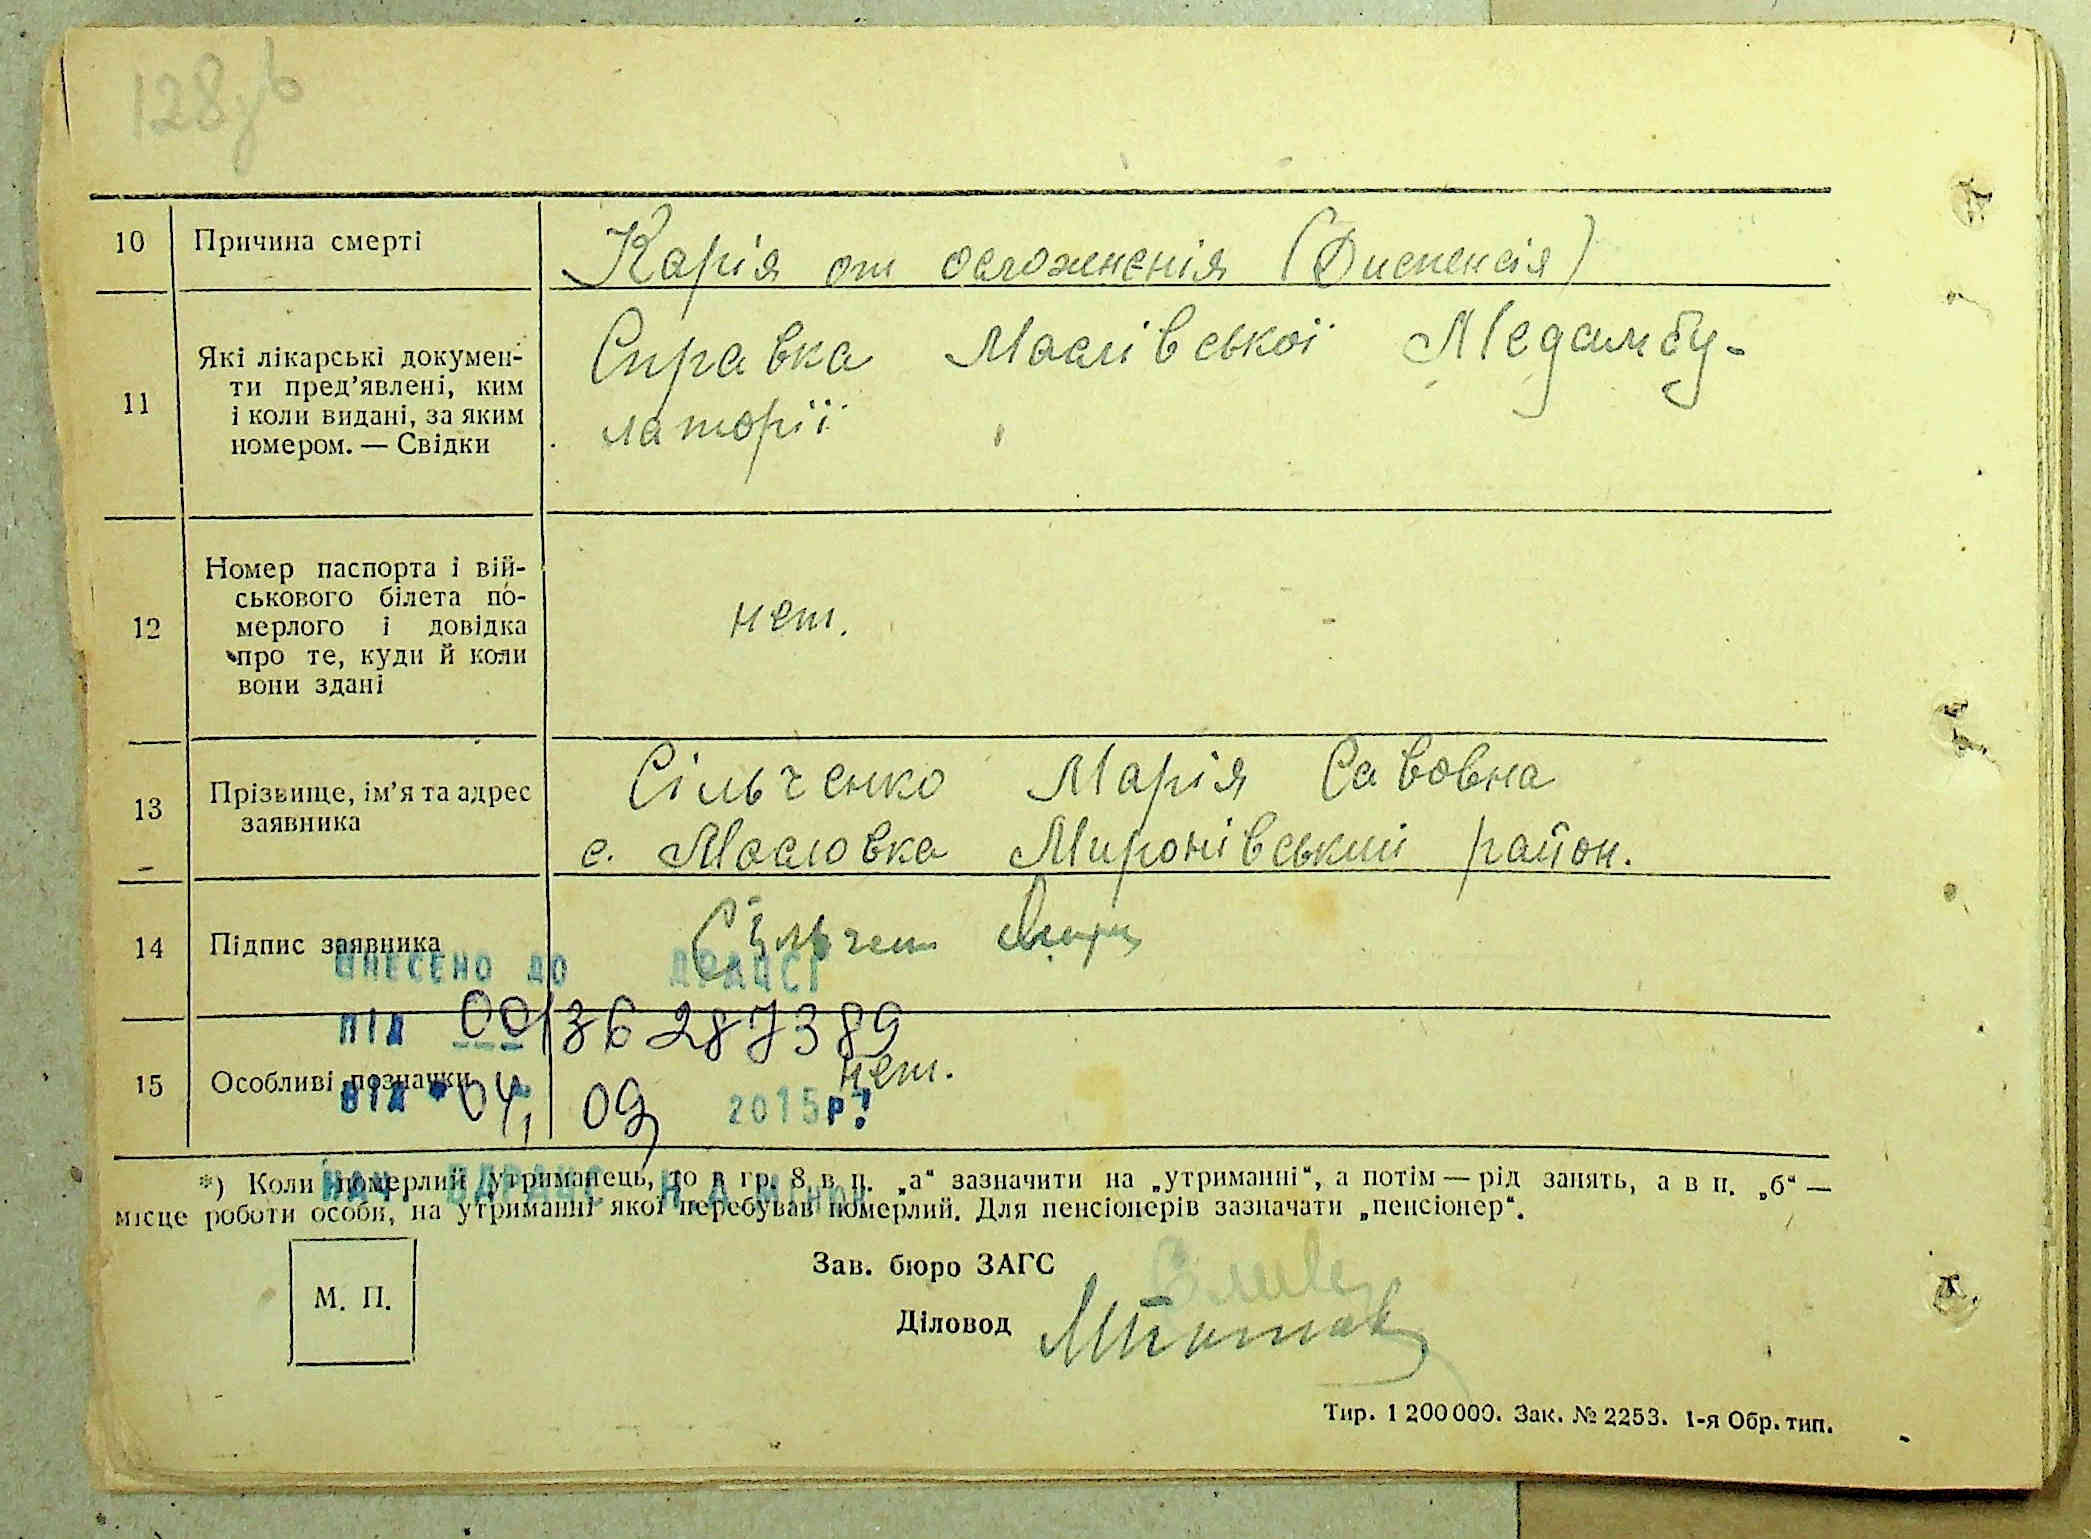 128зв
10 Причина смерті Карія от осложненія (Диспенсія)
11 Які лікарські докумен-
ти пред'явлені, ким
і коли видані, за яким
номером. — Свідки
Справка Маслівської Медамбу-
латорії
12 Номер паспорта і вій-
ськового білета по-
мерлого і довідка
про те, куди й коли
вони здані
нет.
13 Прізвище, ім'я та адрес
заявника
Сільченко Марія Савовна
с. Масловка Миронівський район.
14 Підпис заявника
ВНЕСЕНО ДО ДРАЦСГ
ПІД 00136287389
15 Особливі позначки нет.
ВІД 04, 09 2015р.
*) Коли померлий утриманець, то в гр. 8 в п. „а“ зазначити на „утриманні“, а потім — рід занять, а в п. „б“ —
місце роботи особи, на утриманні якої перебував померлий. Для пенсіонерів зазначати „пенсіонер“.
М. П.
Зав. бюро ЗАГС
Діловод
Тир. 1 200 000. Зак. № 2253. 1-я Обр. тип.